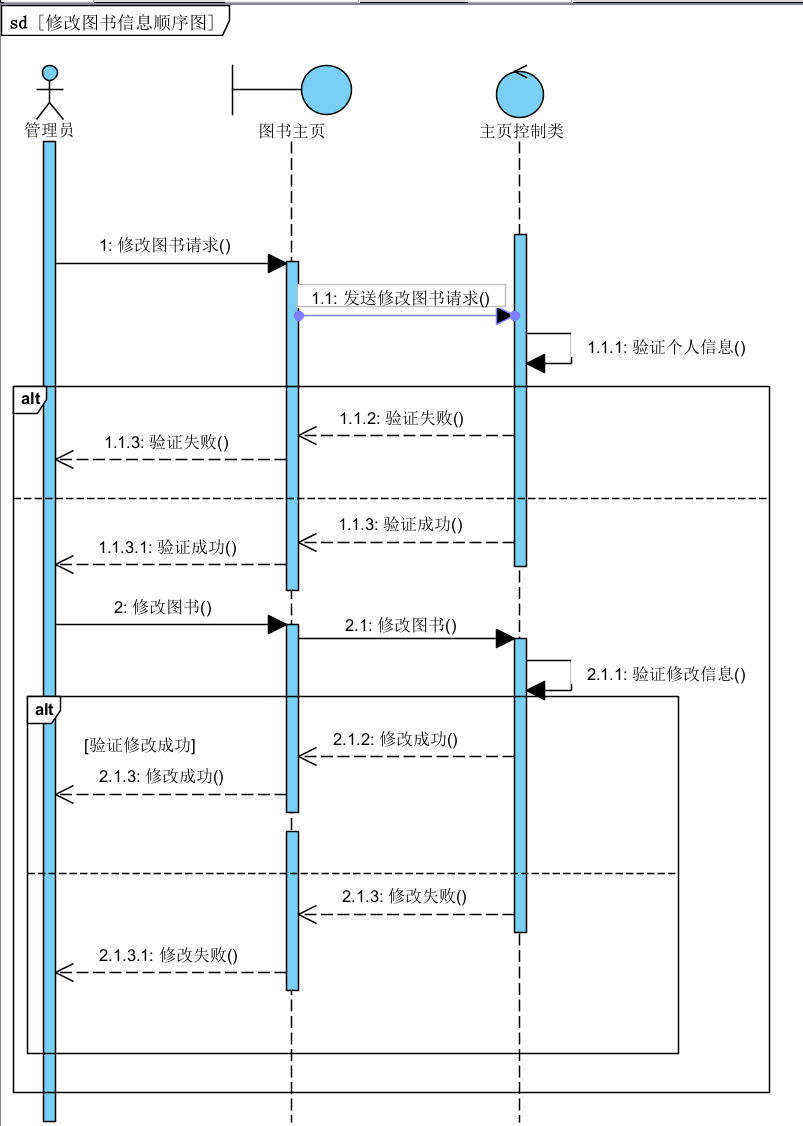 sd [修改图书信息顺序图]
管理员
图书主页
主页控制类
1: 修改图书请求()
1.1: 发送修改图书请求()
1.1.1: 验证个人信息()
alt
1.1.2: 验证失败()
1.1.3: 验证失败()
1.1.3: 验证成功()
1.1.3.1: 验证成功()
2: 修改图书()
2.1: 修改图书()
2.1.1: 验证修改信息()
alt
[验证修改成功]
2.1.2: 修改成功()
2.1.3: 修改成功()
2.1.3: 修改失败()
2.1.3.1: 修改失败()